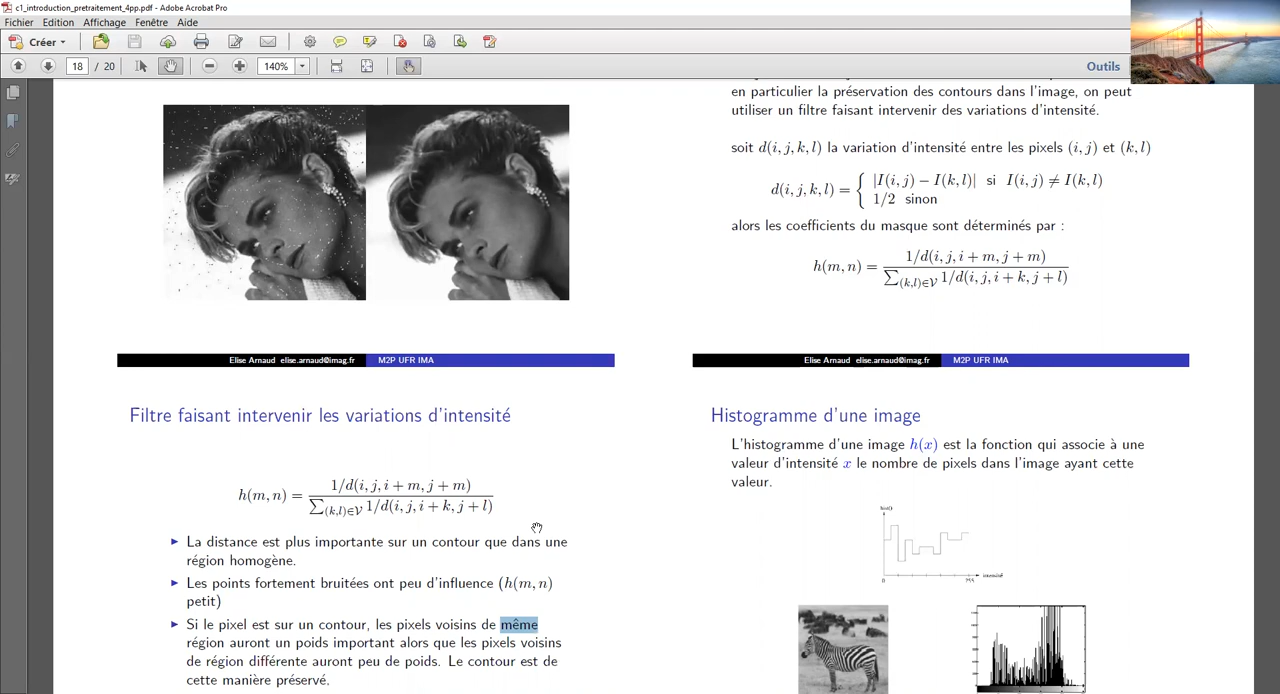 c1_introduction_pretraitement_4pp.pdf - Adobe Acrobat Pro
Fichier Edition Affichage Fenêtre Aide
Créer
18 / 20 140% Outils
en particulier la préservation des contours dans l'image, on peut
utiliser un filtre faisant intervenir des variations d'intensité.
soit d(i, j, k, l) la variation d'intensité entre les pixels (i, j) et (k, l)
d(i, j, k, l) = { |I(i, j) − I(k, l)| si I(i, j) ≠ I(k, l)
1/2 sinon
alors les coefficients du masque sont déterminés par :
h(m, n) = 1/d(i, j, i + m, j + m)
∑(k,l)∈V 1/d(i, j, i + k, j + l)
Elise Arnaud elise.arnaud@imag.fr M2P UFR IMA
Elise Arnaud elise.arnaud@imag.fr M2P UFR IMA
Filtre faisant intervenir les variations d'intensité
h(m, n) = 1/d(i, j, i + m, j + m)
∑(k,l)∈V 1/d(i, j, i + k, j + l)
► La distance est plus importante sur un contour que dans une
région homogène.
► Les points fortement bruitées ont peu d'influence (h(m, n)
petit)
► Si le pixel est sur un contour, les pixels voisins de même
région auront un poids important alors que les pixels voisins
de région différente auront peu de poids. Le contour est de
cette manière préservé.
Histogramme d'une image
L'histogramme d'une image h(x) est la fonction qui associe à une
valeur d'intensité x le nombre de pixels dans l'image ayant cette
valeur.
hist()
0 255 intensité